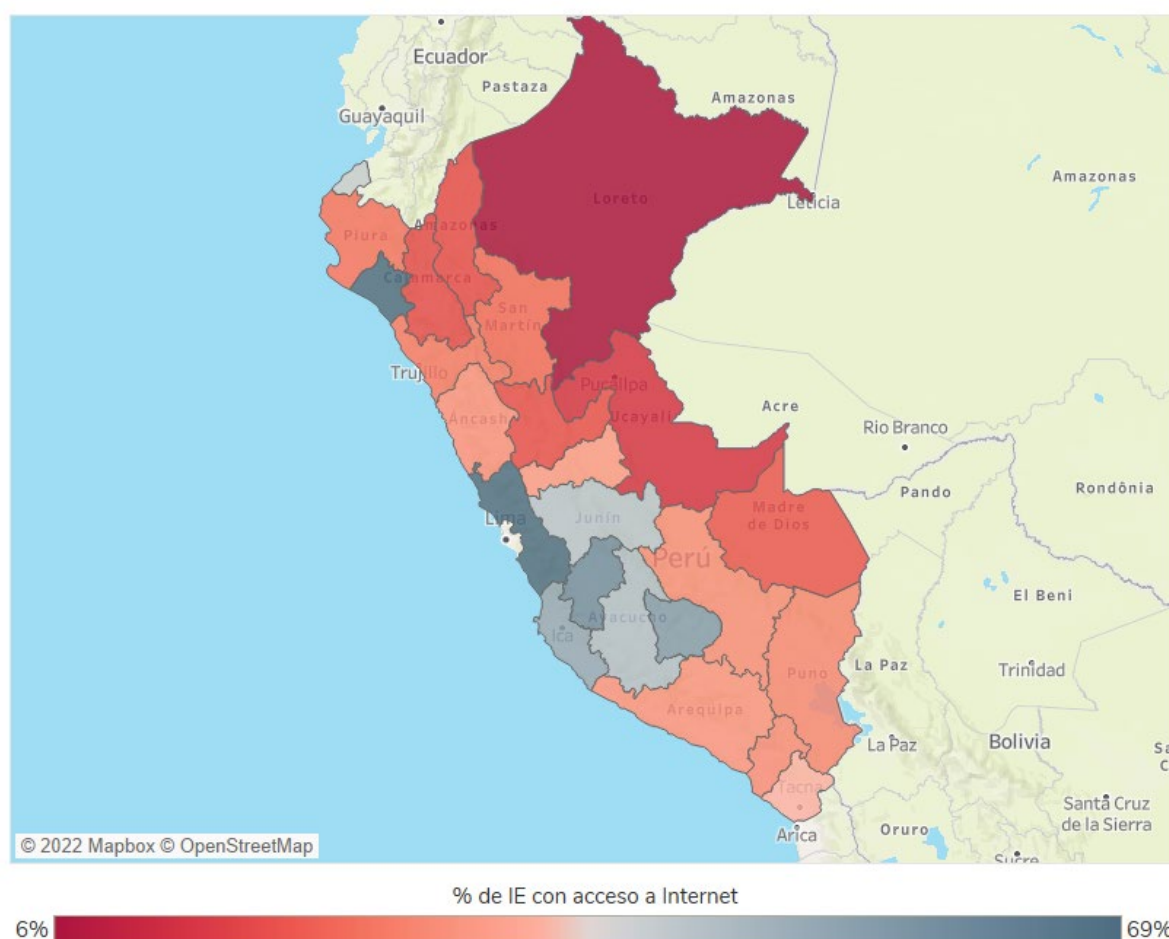 Ecuador
Pastaza
Amazonas
Guayaquil
Amazonas
Loreto
Leticia
Piura
Amazonas
Cajamarca
San
Martín
Trujillo
Pucallpa
Áncash
Ucayali
Acre
Rio Branco
Pando
Rondônia
Lima
Junín
Madre
de Dios
Perú
El Beni
Ayacucho
Ica
La Paz
Trinidad
Puno
Arequipa
La Paz
Bolivia
Tacna
Santa Cruz
de la Sierra
Arica
Oruro
Sucre
© 2022 Mapbox © OpenStreetMap
% de IE con acceso a Internet
6%
69%